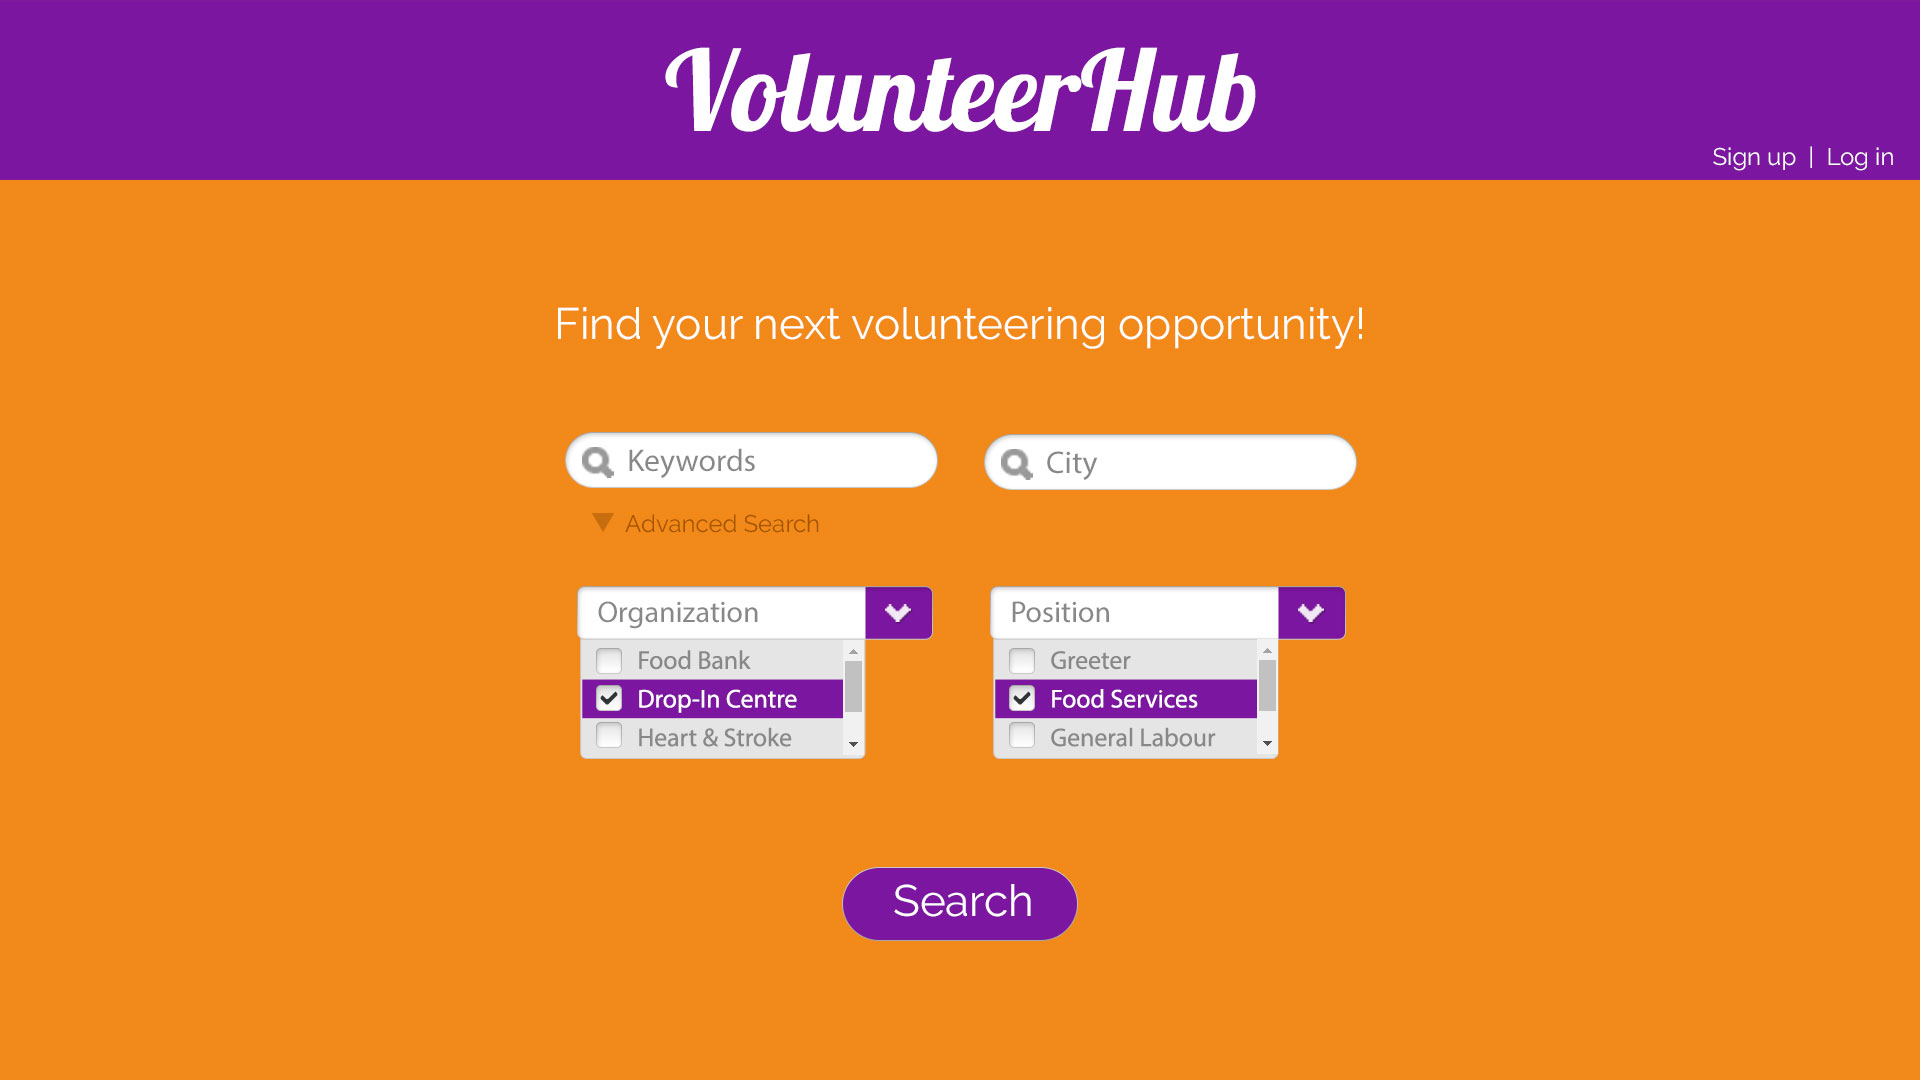 VolunteerHub
Sign up | Log in
Find your next volunteering opportunity!
Keywords
City
Advanced Search
Organization
Position
Food Bank
Greeter
Drop-In Centre
Food Services
Heart & Stroke
General Labour
Search